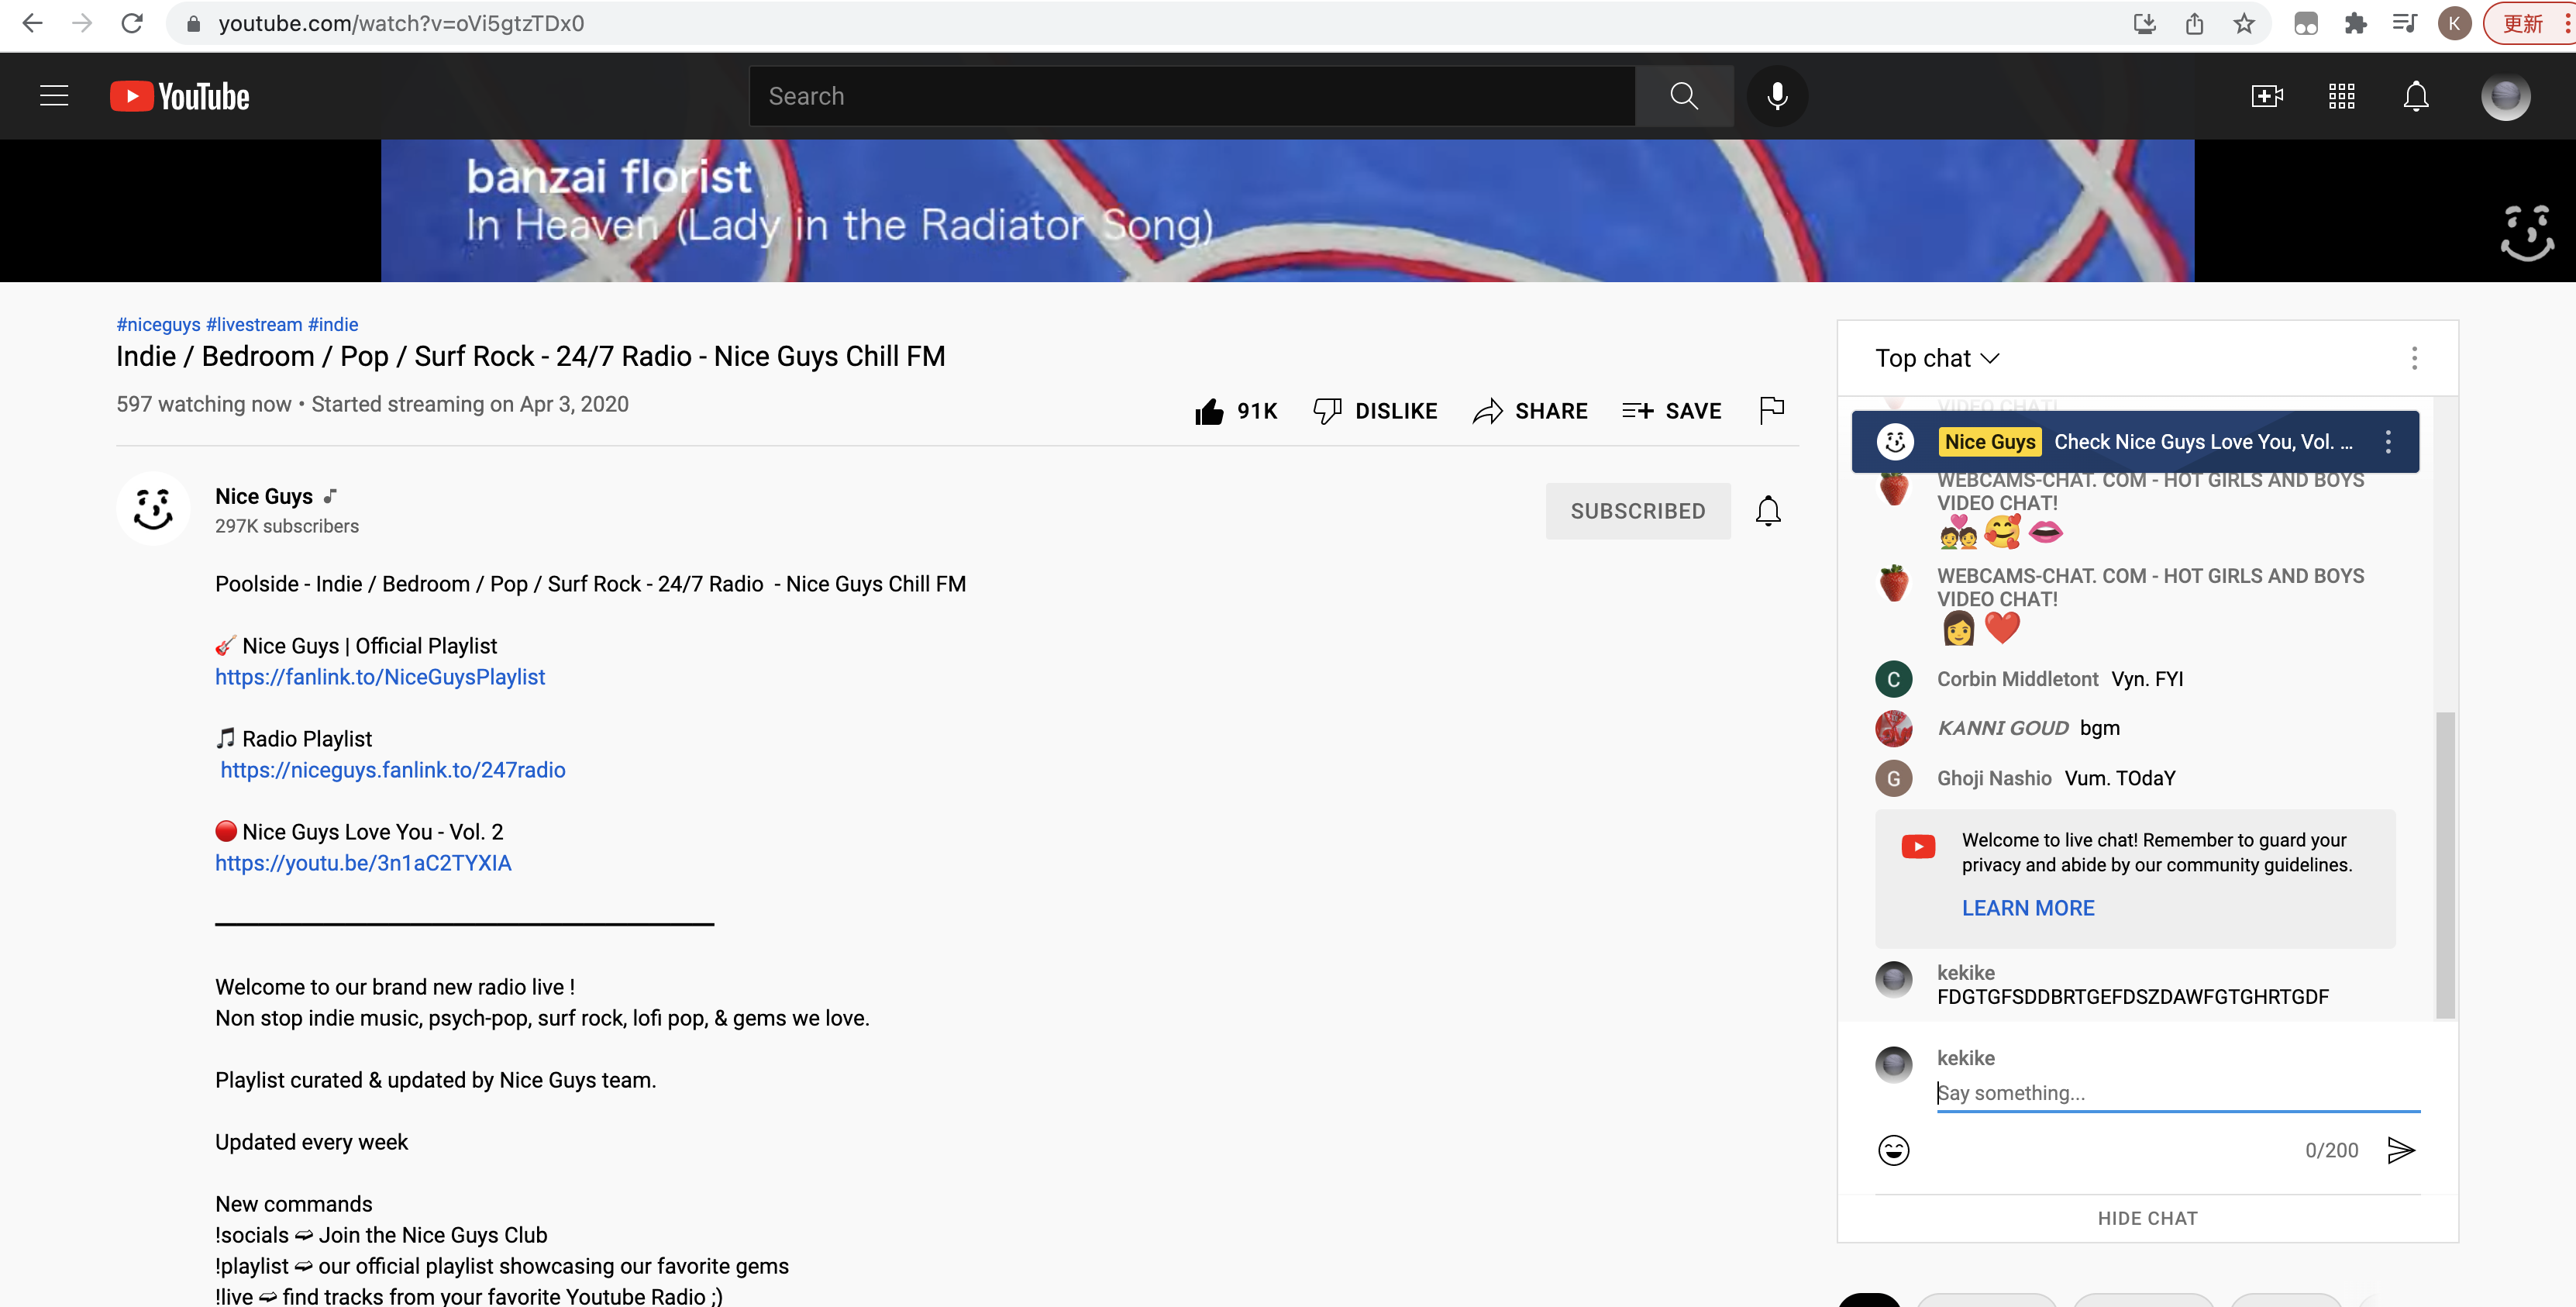 youtube.com/watch?v=oVi5gtzTDx0
K
更新
YouTube
Search
banzai florist
In Heaven (Lady in the Radiator Song)
#niceguys #livestream #indie
Indie / Bedroom / Pop / Surf Rock - 24/7 Radio - Nice Guys Chill FM
597 watching now • Started streaming on Apr 3, 2020
91K DISLIKE SHARE SAVE
Nice Guys
297K subscribers
SUBSCRIBED
Poolside - Indie / Bedroom / Pop / Surf Rock - 24/7 Radio - Nice Guys Chill FM
🎸 Nice Guys | Official Playlist
https://fanlink.to/NiceGuysPlaylist
🎵 Radio Playlist
https://niceguys.fanlink.to/247radio
🔴 Nice Guys Love You - Vol. 2
https://youtu.be/3n1aC2TYXIA
Welcome to our brand new radio live !
Non stop indie music, psych-pop, surf rock, lofi pop, & gems we love.
Playlist curated & updated by Nice Guys team.
Updated every week
New commands
!socials ➫ Join the Nice Guys Club
!playlist ➫ our official playlist showcasing our favorite gems
!live ➫ find tracks from your favorite Youtube Radio ;)
Top chat
VIDEO CHAT!
Nice Guys Check Nice Guys Love You, Vol. ...
WEBCAMS-CHAT. COM - HOT GIRLS AND BOYS
VIDEO CHAT!
💑🥰👄
WEBCAMS-CHAT. COM - HOT GIRLS AND BOYS
VIDEO CHAT!
👩❤️
C Corbin Middletont Vyn. FYI
KANNI GOUD bgm
G Ghoji Nashio Vum. TOdaY
Welcome to live chat! Remember to guard your
privacy and abide by our community guidelines.
LEARN MORE
kekike
FDGTGFSDDBRTGEFDSZDAWFGTGHRTGDF
kekike
Say something...
0/200
HIDE CHAT